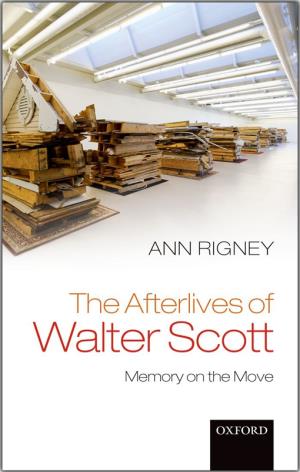 ANN RIGNEY
The Afterlives of
Walter Scott
Memory on the Move
OXFORD